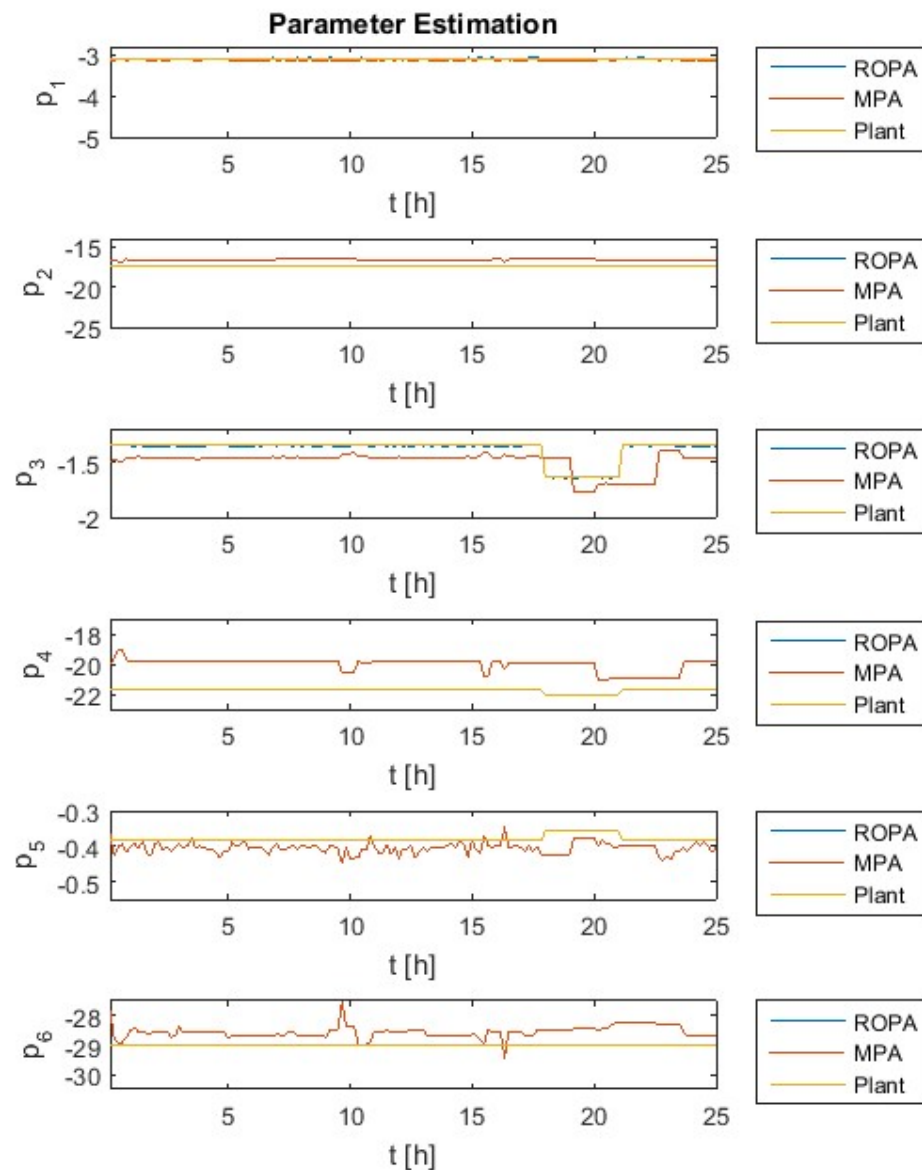 Parameter Estimation
-3
-4
-5
p1
5 10 15 20 25
t [h]
ROPA
MPA
Plant
-15
-20
-25
p2
5 10 15 20 25
t [h]
ROPA
MPA
Plant
-1.5
-2
p3
5 10 15 20 25
t [h]
ROPA
MPA
Plant
-18
-20
-22
p4
5 10 15 20 25
t [h]
ROPA
MPA
Plant
-0.3
-0.4
-0.5
p5
5 10 15 20 25
t [h]
ROPA
MPA
Plant
-28
-29
-30
p6
5 10 15 20 25
t [h]
ROPA
MPA
Plant